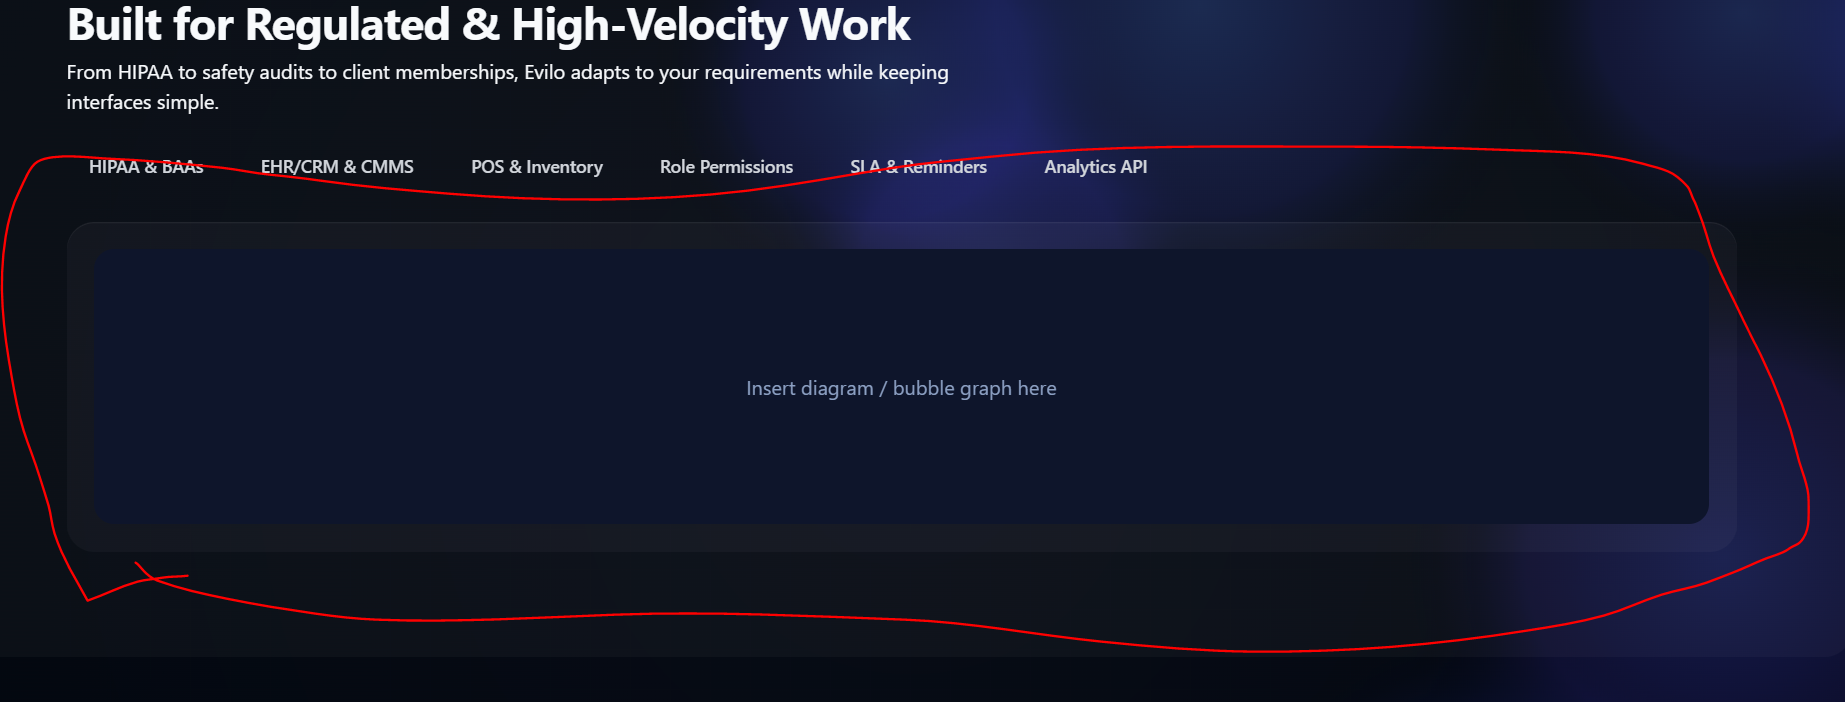 Built for Regulated & High-Velocity Work
From HIPAA to safety audits to client memberships, Evilo adapts to your requirements while keeping
interfaces simple.
HIPAA & BAAs EHR/CRM & CMMS POS & Inventory Role Permissions SLA & Reminders Analytics API
Insert diagram / bubble graph here